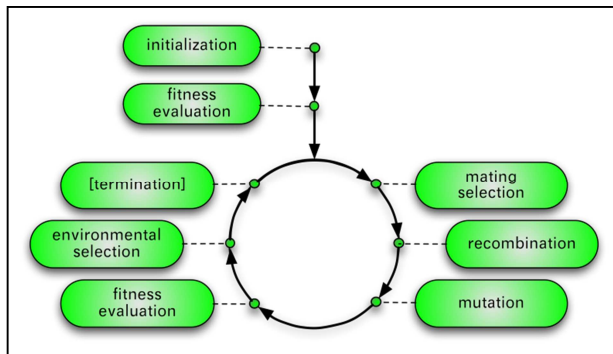 initialization
fitness
evaluation
[termination]
mating
selection
environmental
selection
recombination
fitness
evaluation
mutation